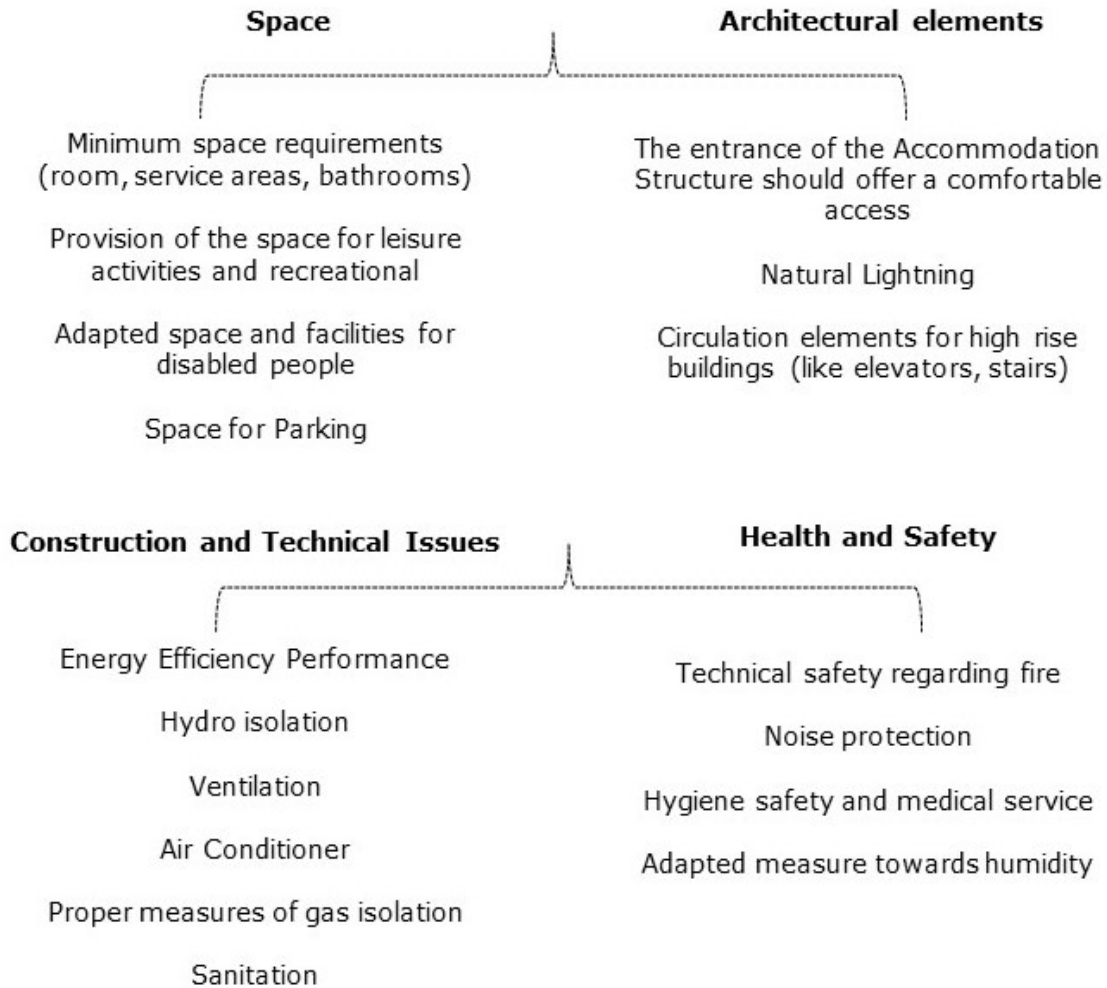 Space
Minimum space requirements
(room, service areas, bathrooms)
Provision of the space for leisure
activities and recreational
Adapted space and facilities for
disabled people
Space for Parking
Architectural elements
The entrance of the Accommodation
Structure should offer a comfortable
access
Natural Lightning
Circulation elements for high rise
buildings (like elevators, stairs)
Construction and Technical Issues
Energy Efficiency Performance
Hydro isolation
Ventilation
Air Conditioner
Proper measures of gas isolation
Sanitation
Health and Safety
Technical safety regarding fire
Noise protection
Hygiene safety and medical service
Adapted measure towards humidity